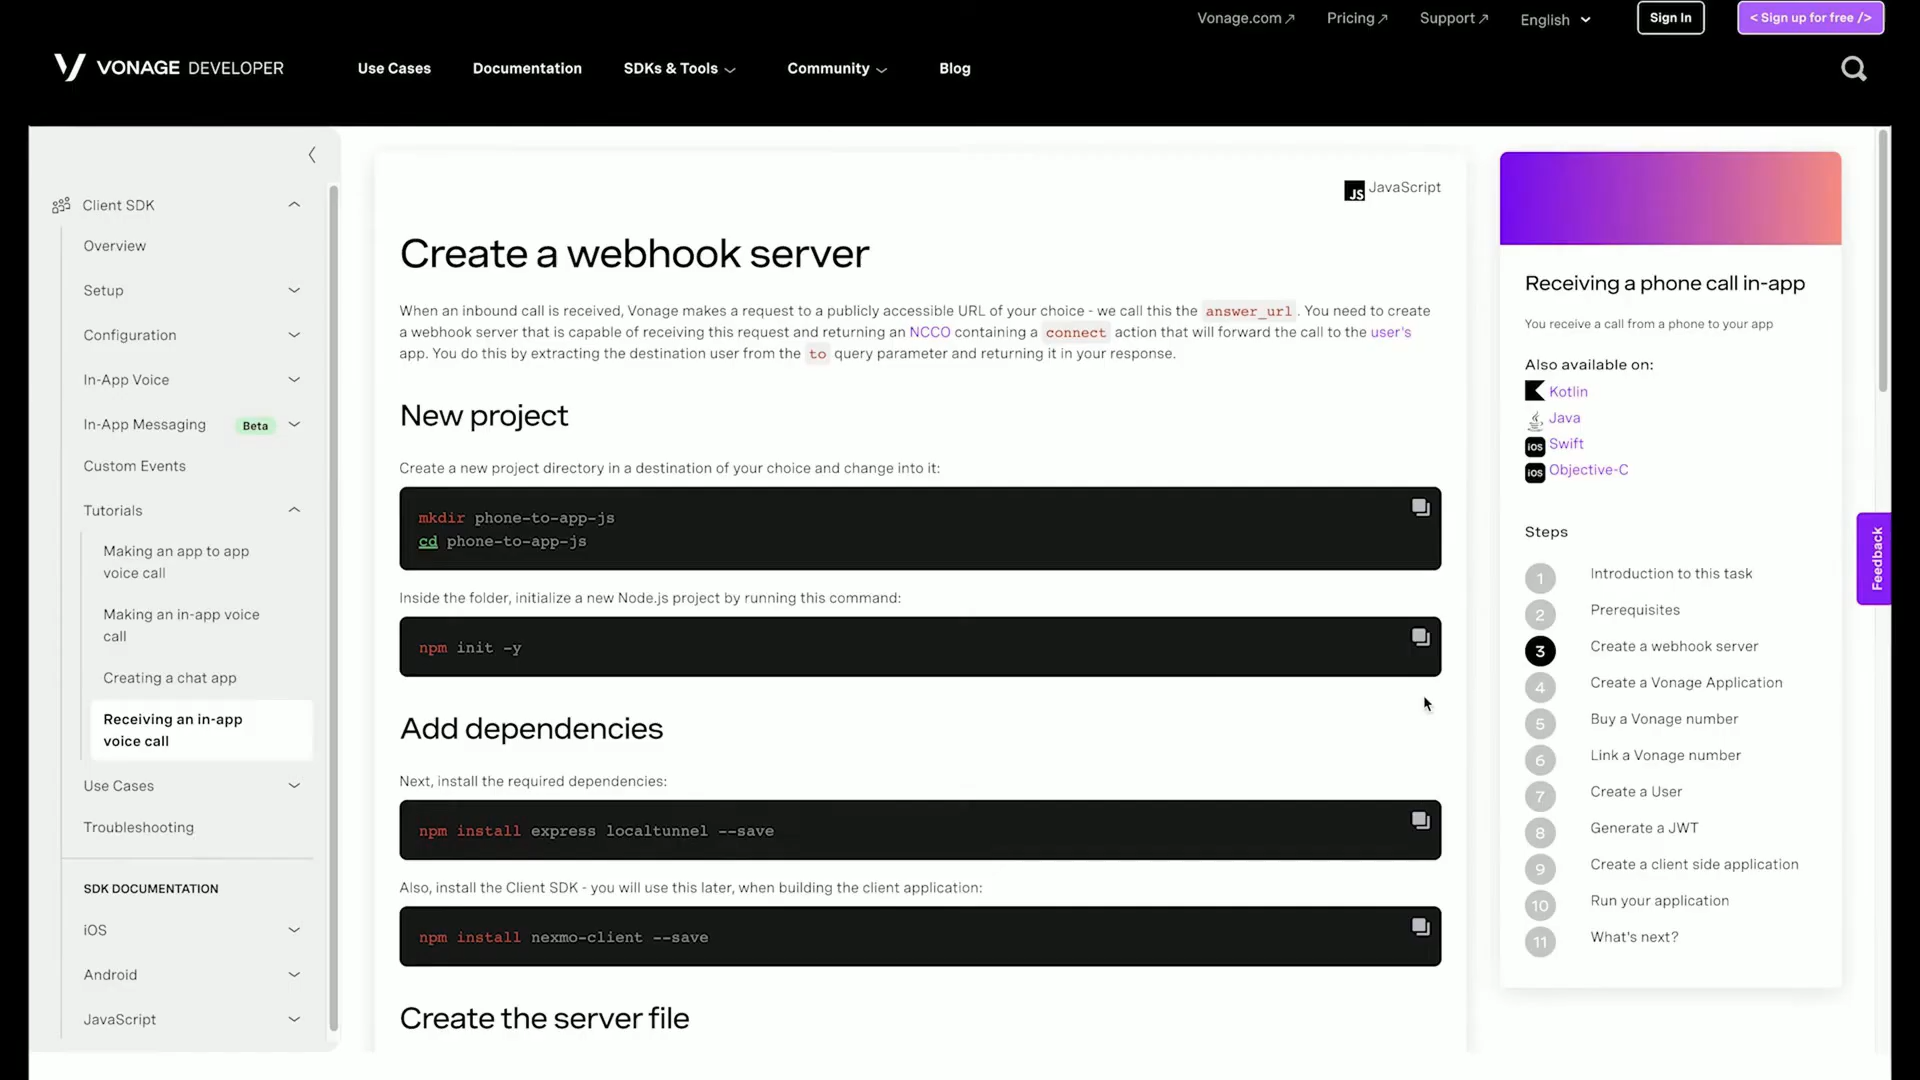 Vonage.com
Pricing
Support
English
Sign In
< Sign up for free />
VONAGE DEVELOPER
Use Cases
Documentation
SDKs & Tools
Community
Blog
Client SDK
Overview
Setup
Configuration
In-App Voice
In-App Messaging Beta
Custom Events
Tutorials
Making an app to app
voice call
Making an in-app voice
call
Creating a chat app
Receiving an in-app
voice call
Use Cases
Troubleshooting
SDK DOCUMENTATION
iOS
Android
JavaScript
JS JavaScript
Create a webhook server
When an inbound call is received, Vonage makes a request to a publicly accessible URL of your choice - we call this the answer_url. You need to create
a webhook server that is capable of receiving this request and returning an NCCO containing a connect action that will forward the call to the user's
app. You do this by extracting the destination user from the to query parameter and returning it in your response.
New project
Create a new project directory in a destination of your choice and change into it:
mkdir phone-to-app-js
cd phone-to-app-js
Inside the folder, initialize a new Node.js project by running this command:
npm init -y
Add dependencies
Next, install the required dependencies:
npm install express localtunnel --save
Also, install the Client SDK - you will use this later, when building the client application:
npm install nexmo-client --save
Create the server file
Receiving a phone call in-app
You receive a call from a phone to your app
Also available on:
Kotlin
Java
iOS Swift
iOS Objective-C
Steps
1 Introduction to this task
2 Prerequisites
3 Create a webhook server
4 Create a Vonage Application
5 Buy a Vonage number
6 Link a Vonage number
7 Create a User
8 Generate a JWT
9 Create a client side application
10 Run your application
11 What's next?
Feedback